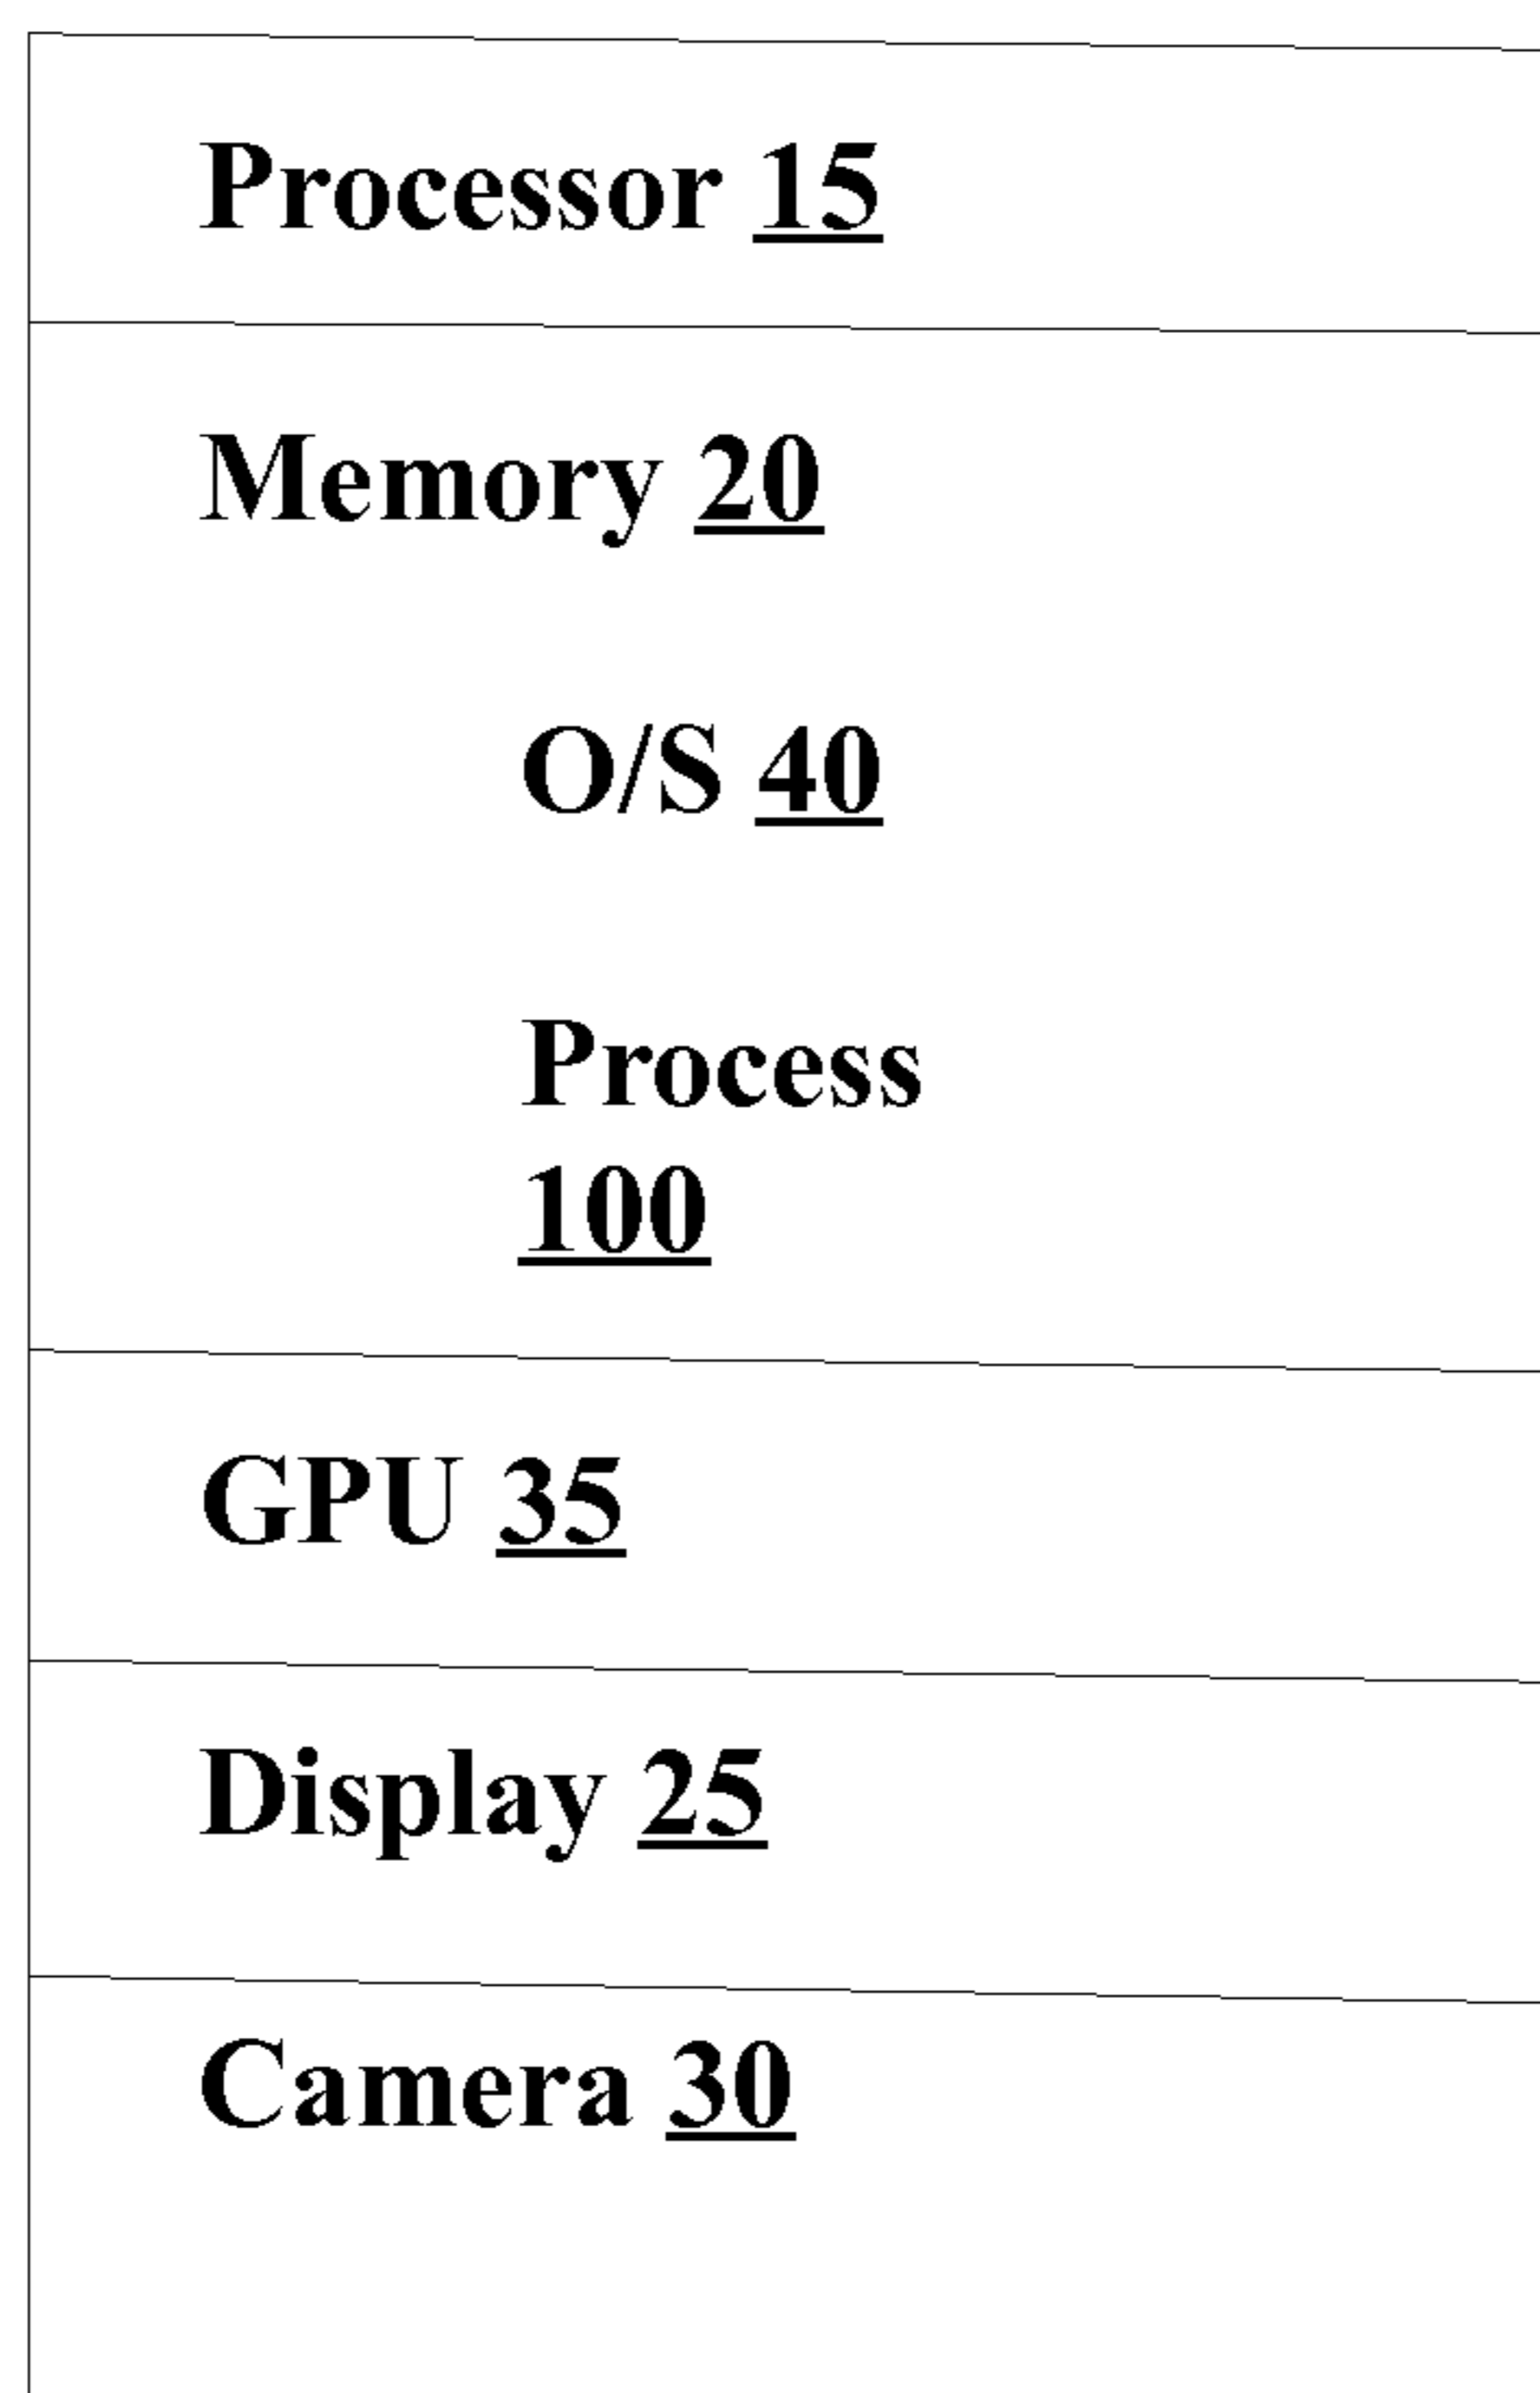 Processor 15
Memory 20
O/S 40
Process
100
GPU 35
Display 25
Camera 30